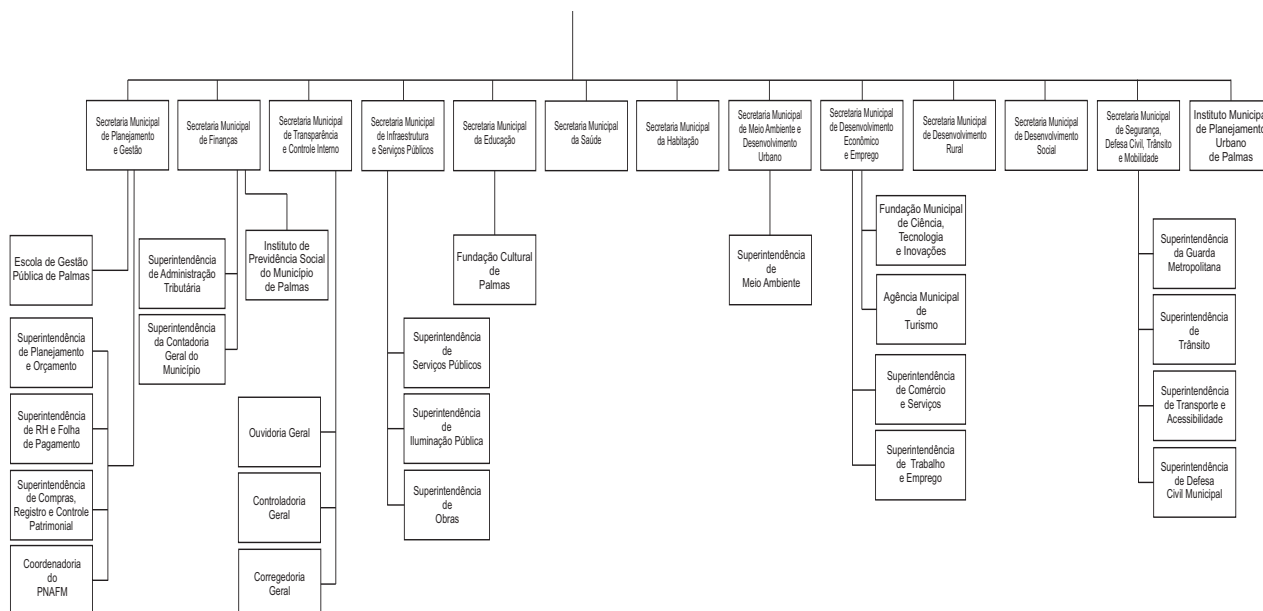 Secretaria Municipal
de Planejamento
e Gestão
Secretaria Municipal
de Finanças
Secretaria Municipal
de Transparência
e Controle Interno
Secretaria Municipal
de Infraestrutura
e Serviços Públicos
Secretaria Municipal
da Educação
Secretaria Municipal
da Saúde
Secretaria Municipal
da Habitação
Secretaria Municipal
de Meio Ambiente e
Desenvolvimento
Urbano
Secretaria Municipal
de Desenvolvimento
Econômico
e Emprego
Secretaria Municipal
de Desenvolvimento
Rural
Secretaria Municipal
de Desenvolvimento
Social
Secretaria Municipal
de Segurança,
Defesa Civil, Trânsito
e Mobilidade
Instituto Municipal
de Planejamento
Urbano
de Palmas
Escola de Gestão
Pública de Palmas
Superintendência
de Planejamento
e Orçamento
Superintendência
de RH e Folha
de Pagamento
Superintendência
de Compras,
Registro e Controle
Patrimonial
Coordenadoria
do
PNAFM
Superintendência
de Administração
Tributária
Superintendência
da Contadoria
Geral do
Município
Instituto de
Previdência Social
do Município
de Palmas
Ouvidoria Geral
Controladoria
Geral
Corregedoria
Geral
Superintendência
de
Serviços Públicos
Superintendência
de
Iluminação Pública
Superintendência
de
Obras
Fundação Cultural
de
Palmas
Superintendência
de
Meio Ambiente
Fundação Municipal
de Ciência,
Tecnologia
e Inovações
Agência Municipal
de
Turismo
Superintendência
de Comércio
e Serviços
Superintendência
de Trabalho
e Emprego
Superintendência
da Guarda
Metropolitana
Superintendência
de
Trânsito
Superintendência
de Transporte e
Acessibilidade
Superintendência
de Defesa
Civil Municipal